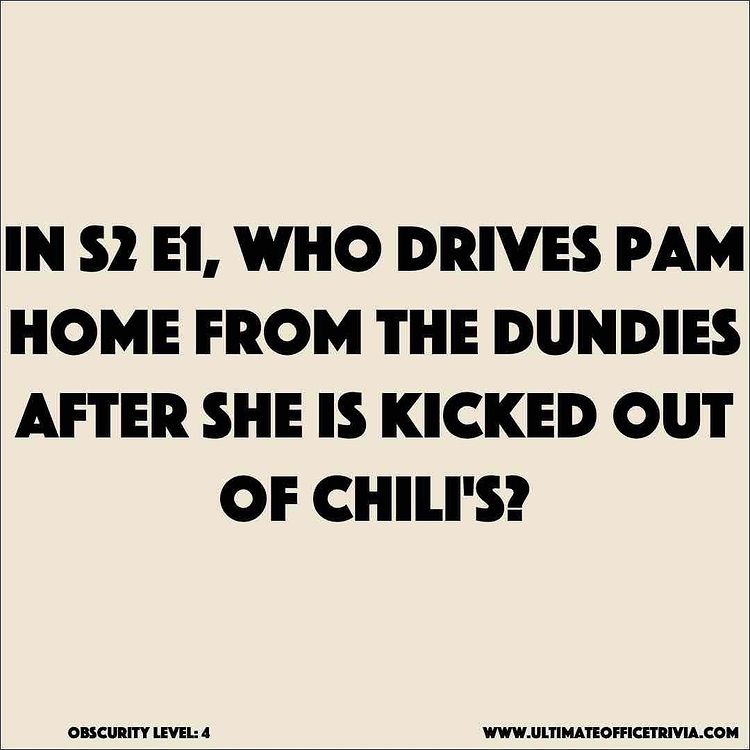 IN S2 E1, WHO DRIVES PAM
HOME FROM THE DUNDIES
AFTER SHE IS KICKED OUT
OF CHILI'S?
OBSCURITY LEVEL: 4
WWW.ULTIMATEOFFICETRIVIA.COM